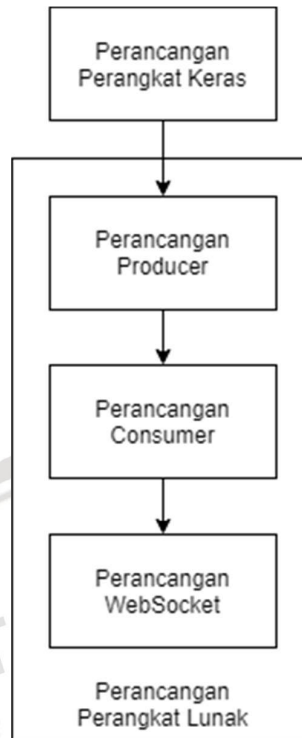 Perancangan
Perangkat Keras
Perancangan
Producer
Perancangan
Consumer
Perancangan
WebSocket
Perancangan
Perangkat Lunak